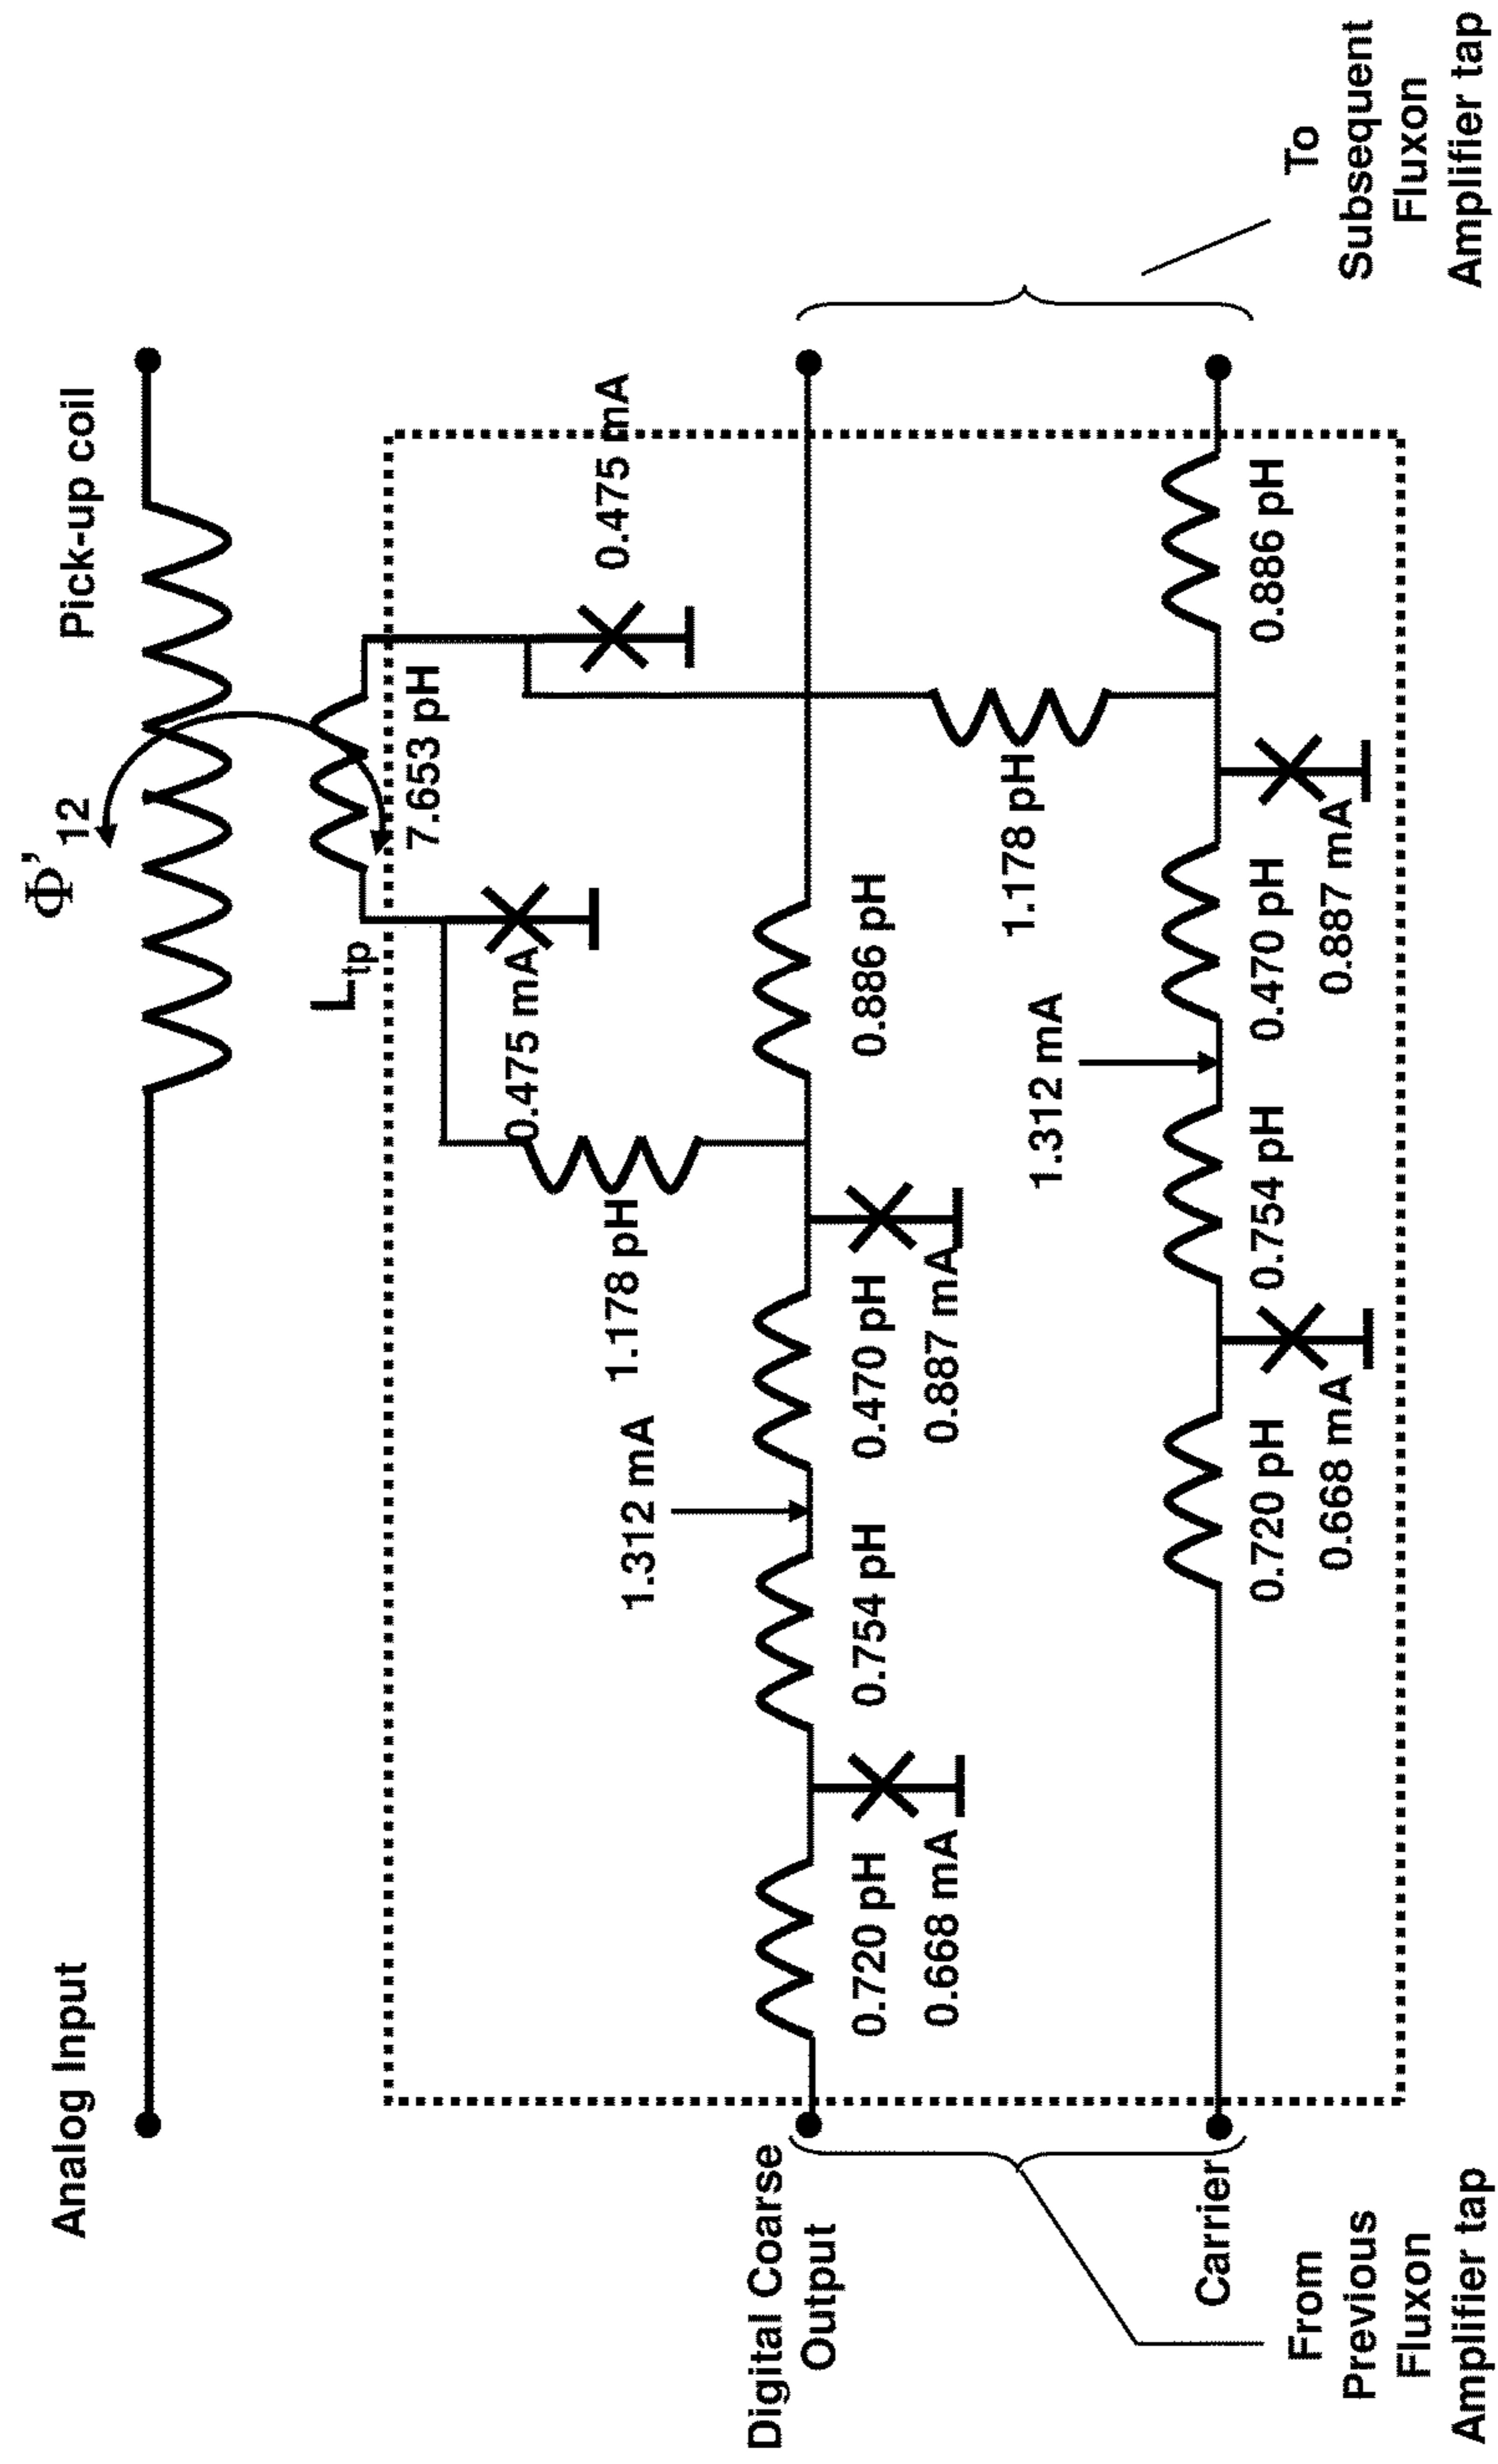 Analog Input
Pick-up coil
Φ'12
Ltp
7.653 pH
0.475 mA
0.475 mA
1.178 pH
1.312 mA
Digital Coarse
Output
0.720 pH
0.668 mA
0.754 pH
0.470 pH
0.887 mA
0.886 pH
1.178 pH
1.312 mA
Carrier
0.720 pH
0.668 mA
0.754 pH
0.470 pH
0.887 mA
0.886 pH
From
Previous
Fluxon
Amplifier tap
To
Subsequent
Fluxon
Amplifier tap